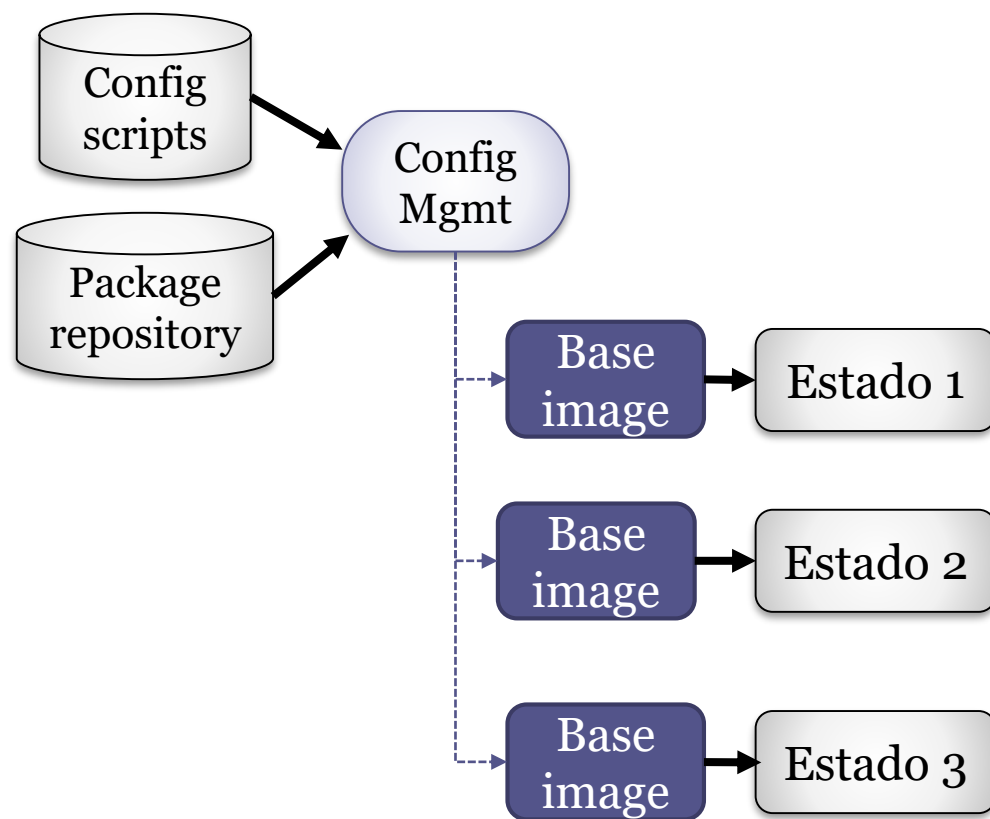 Config
scripts
Config
Mgmt
Package
repository
Base
image
Estado 1
Base
image
Estado 2
Base
image
Estado 3